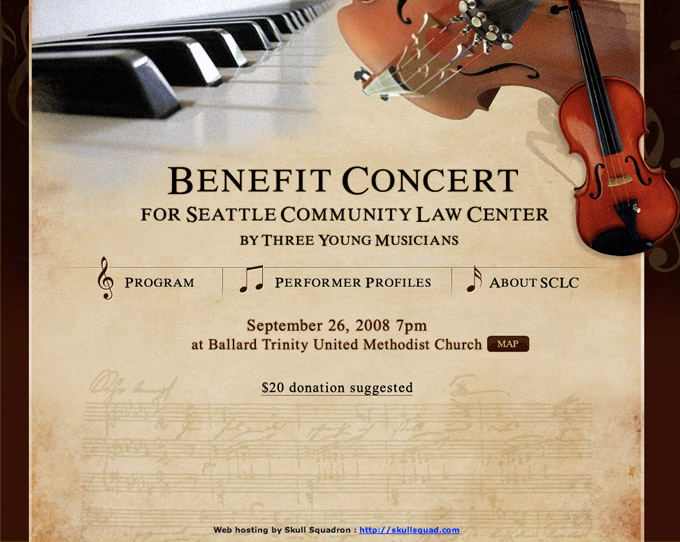 BENEFIT CONCERT
FOR SEATTLE COMMUNITY LAW CENTER
BY THREE YOUNG MUSICIANS
PROGRAM PERFORMER PROFILES ABOUT SCLC
September 26, 2008 7pm
at Ballard Trinity United Methodist Church MAP
$20 donation suggested
Web hosting by Skull Squadron : http://skullsquad.com